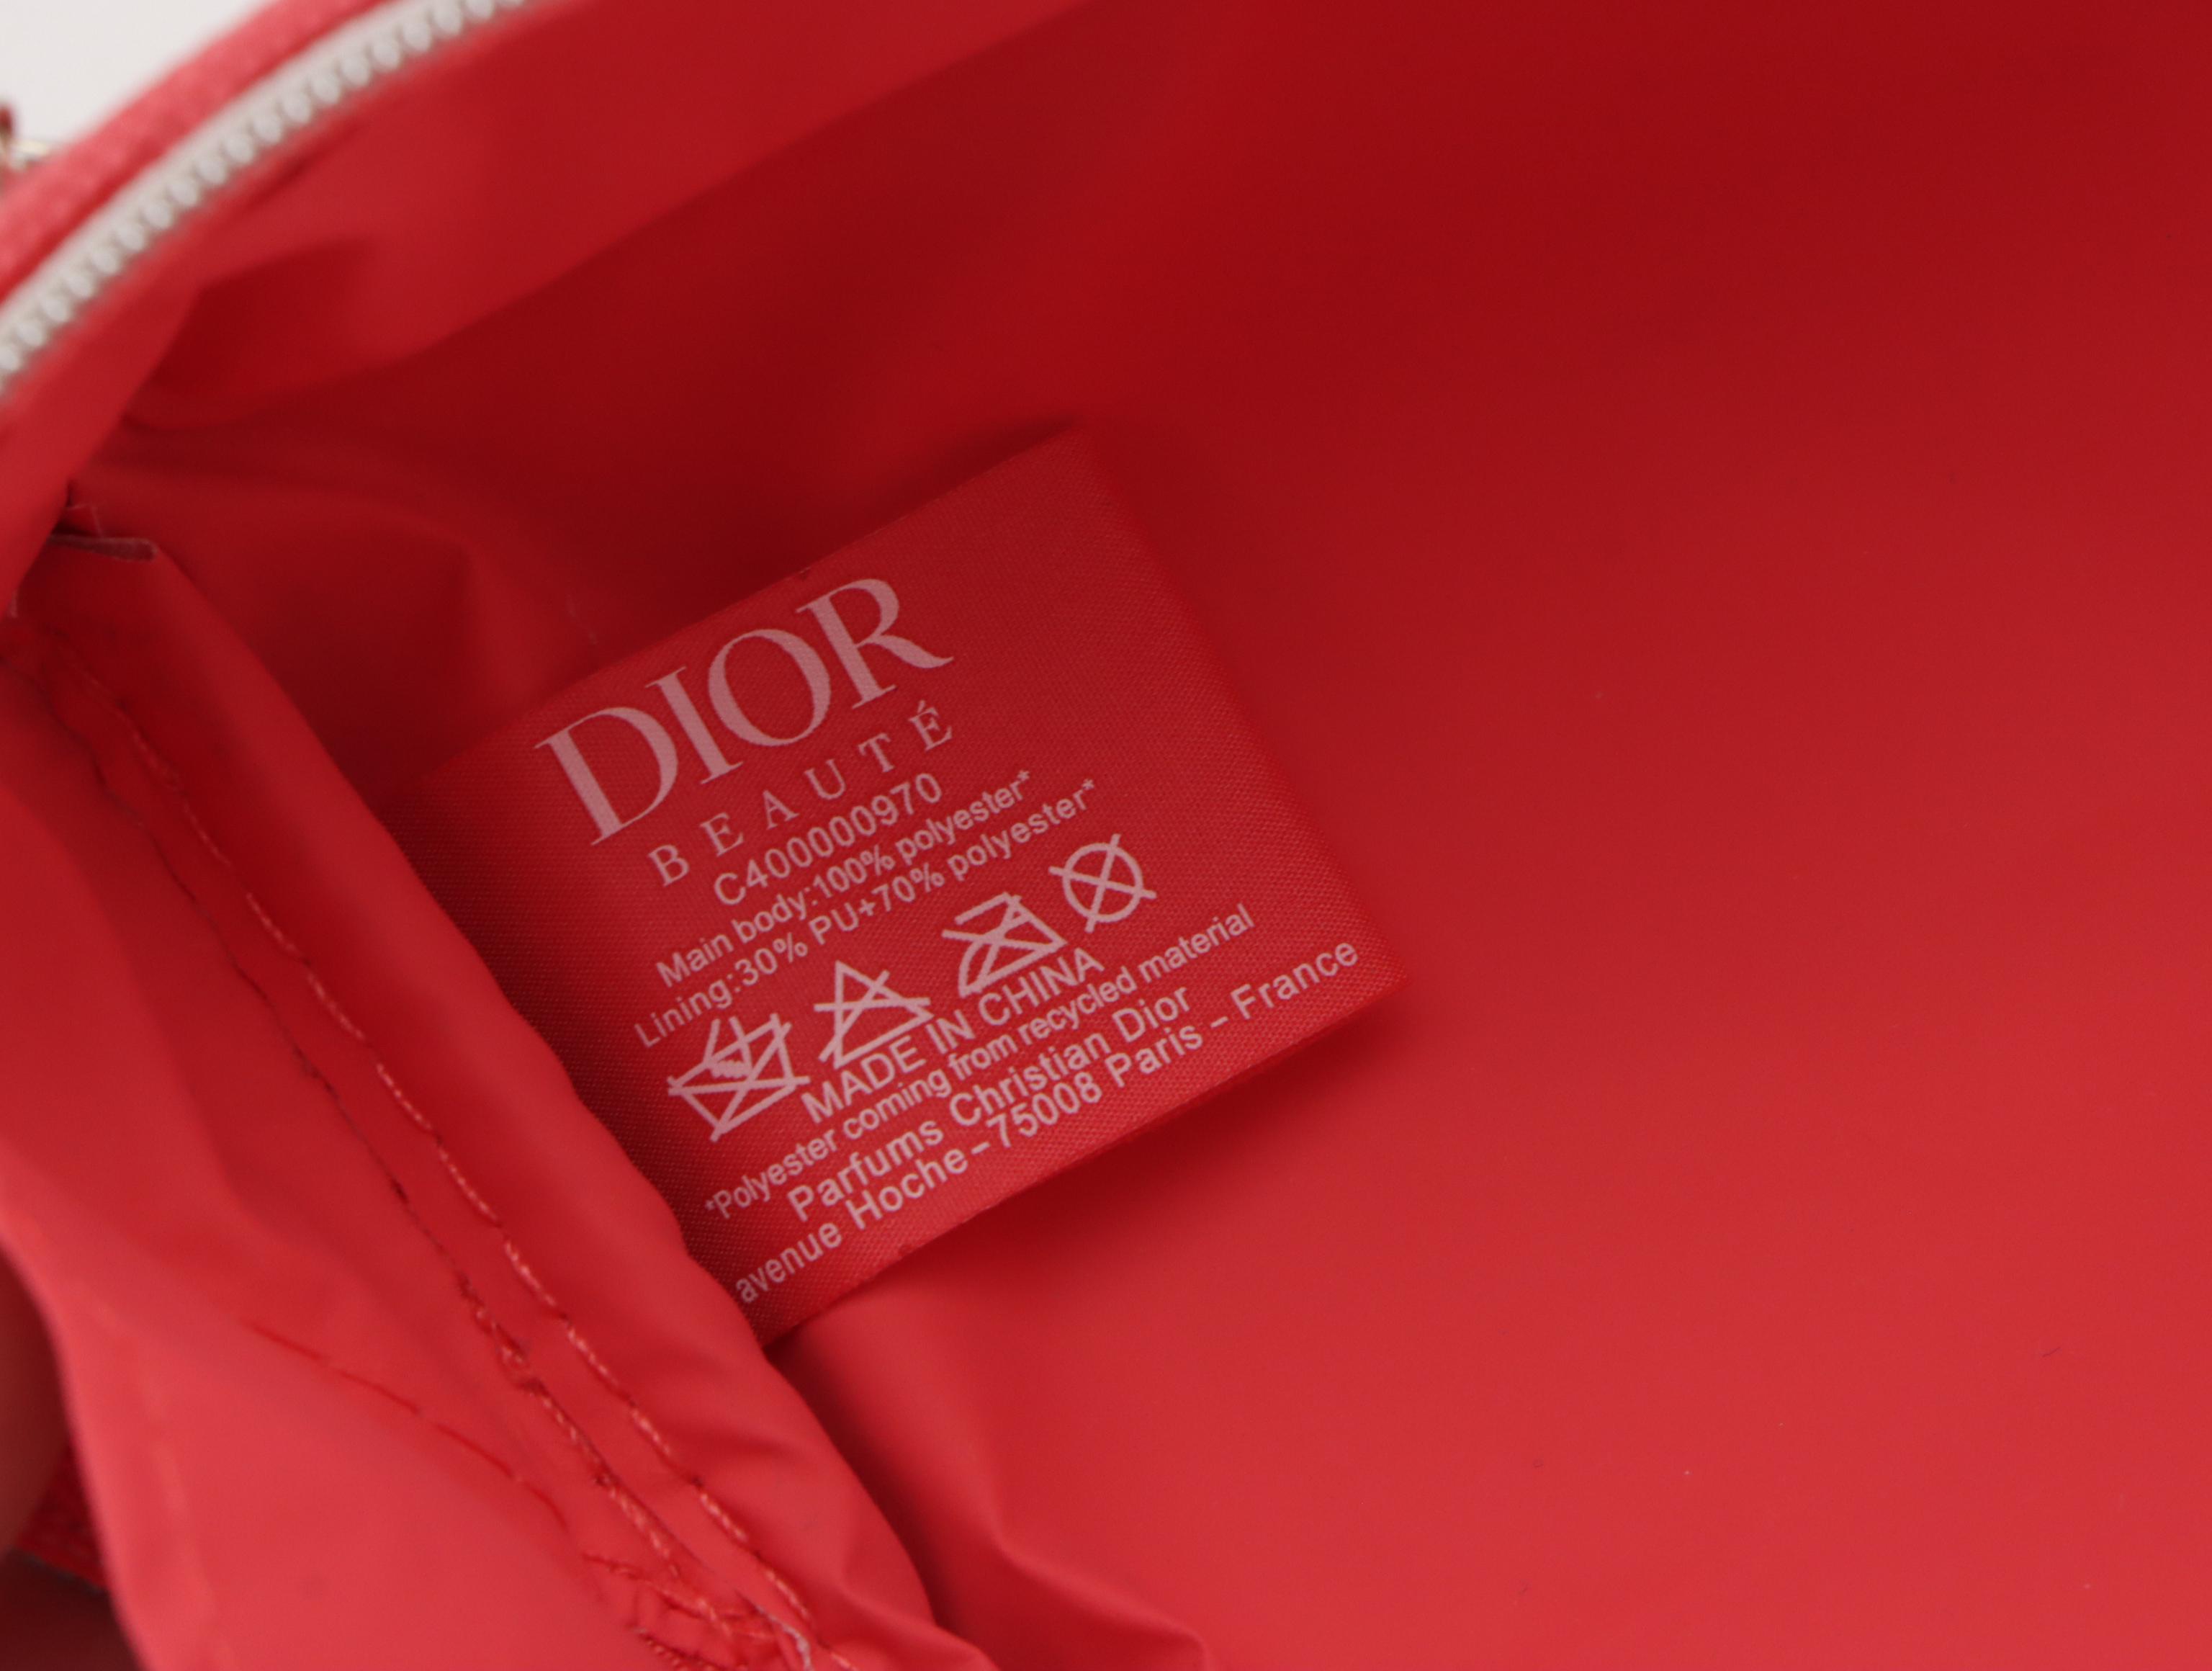 DIOR
BEAUTÉ
C400000970
Main body:100% polyester*
Lining:30% PU+70% polyester*
MADE IN CHINA
*Polyester coming from recycled material
Parfums Christian Dior
avenue Hoche-75008 Paris - France